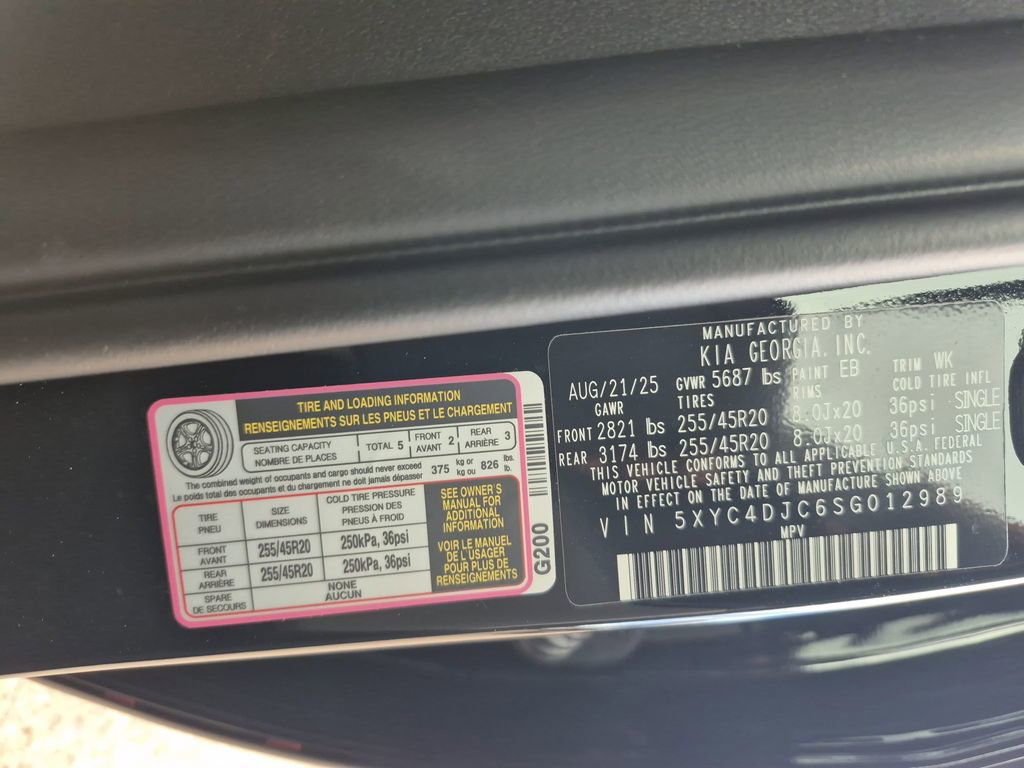 TIRE AND LOADING INFORMATION
RENSEIGNEMENTS SUR LES PNEUS ET LE CHARGEMENT
SEATING CAPACITY
NOMBRE DE PLACES
TOTAL 5
FRONT
AVANT
2
REAR
ARRIÈRE
3
The combined weight of occupants and cargo should never exceed
Le poids total des occupants et du chargement ne doit jamais dépasser
375 kg or
kg ou
826 lbs.
lb.
TIRE
PNEU
SIZE
DIMENSIONS
COLD TIRE PRESSURE
PRESSION DES
PNEUS À FROID
FRONT
AVANT
255/45R20
250kPa, 36psi
REAR
ARRIÈRE
255/45R20
250kPa, 36psi
SPARE
DE SECOURS
NONE
AUCUN
SEE OWNER'S
MANUAL FOR
ADDITIONAL
INFORMATION
VOIR LE MANUEL
DE L'USAGER
POUR PLUS DE
RENSEIGNEMENTS
G200
MANUFACTURED BY
KIA GEORGIA, INC.
AUG/21/25 GVWR 5687 lbs PAINT EB TRIM WK
GAWR TIRES RIMS COLD TIRE INFL
FRONT 2821 lbs 255/45R20 8.0Jx20 36psi SINGLE
REAR 3174 lbs 255/45R20 8.0Jx20 36psi SINGLE
THIS VEHICLE CONFORMS TO ALL APPLICABLE U.S.A. FEDERAL
MOTOR VEHICLE SAFETY AND THEFT PREVENTION STANDARDS
IN EFFECT ON THE DATE OF MANUFACTURE SHOWN ABOVE.
VIN 5XYC4DJC6SG012989
MPV